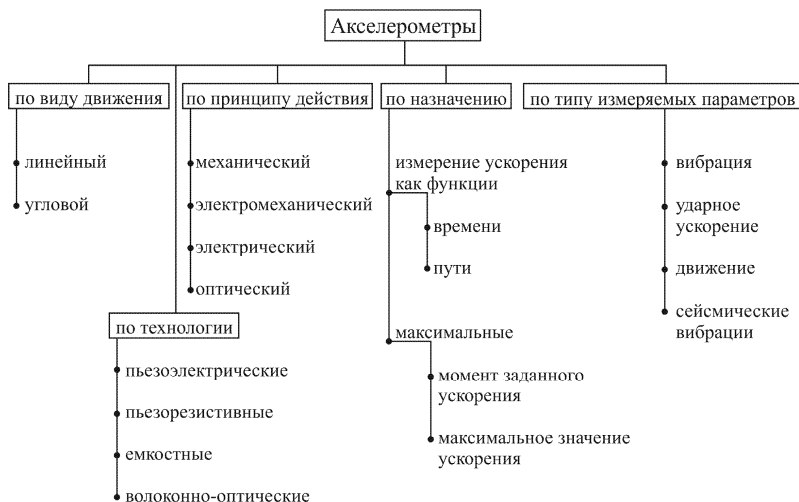 Акселерометры
по виду движения
линейный
угловой
по технологии
пьезоэлектрические
пьезорезистивные
емкостные
волоконно-оптические
по принципу действия
механический
электромеханический
электрический
оптический
по назначению
измерение ускорения
как функции
времени
пути
максимальные
момент заданного
ускорения
максимальное значение
ускорения
по типу измеряемых параметров
вибрация
ударное
ускорение
движение
сейсмические
вибрации